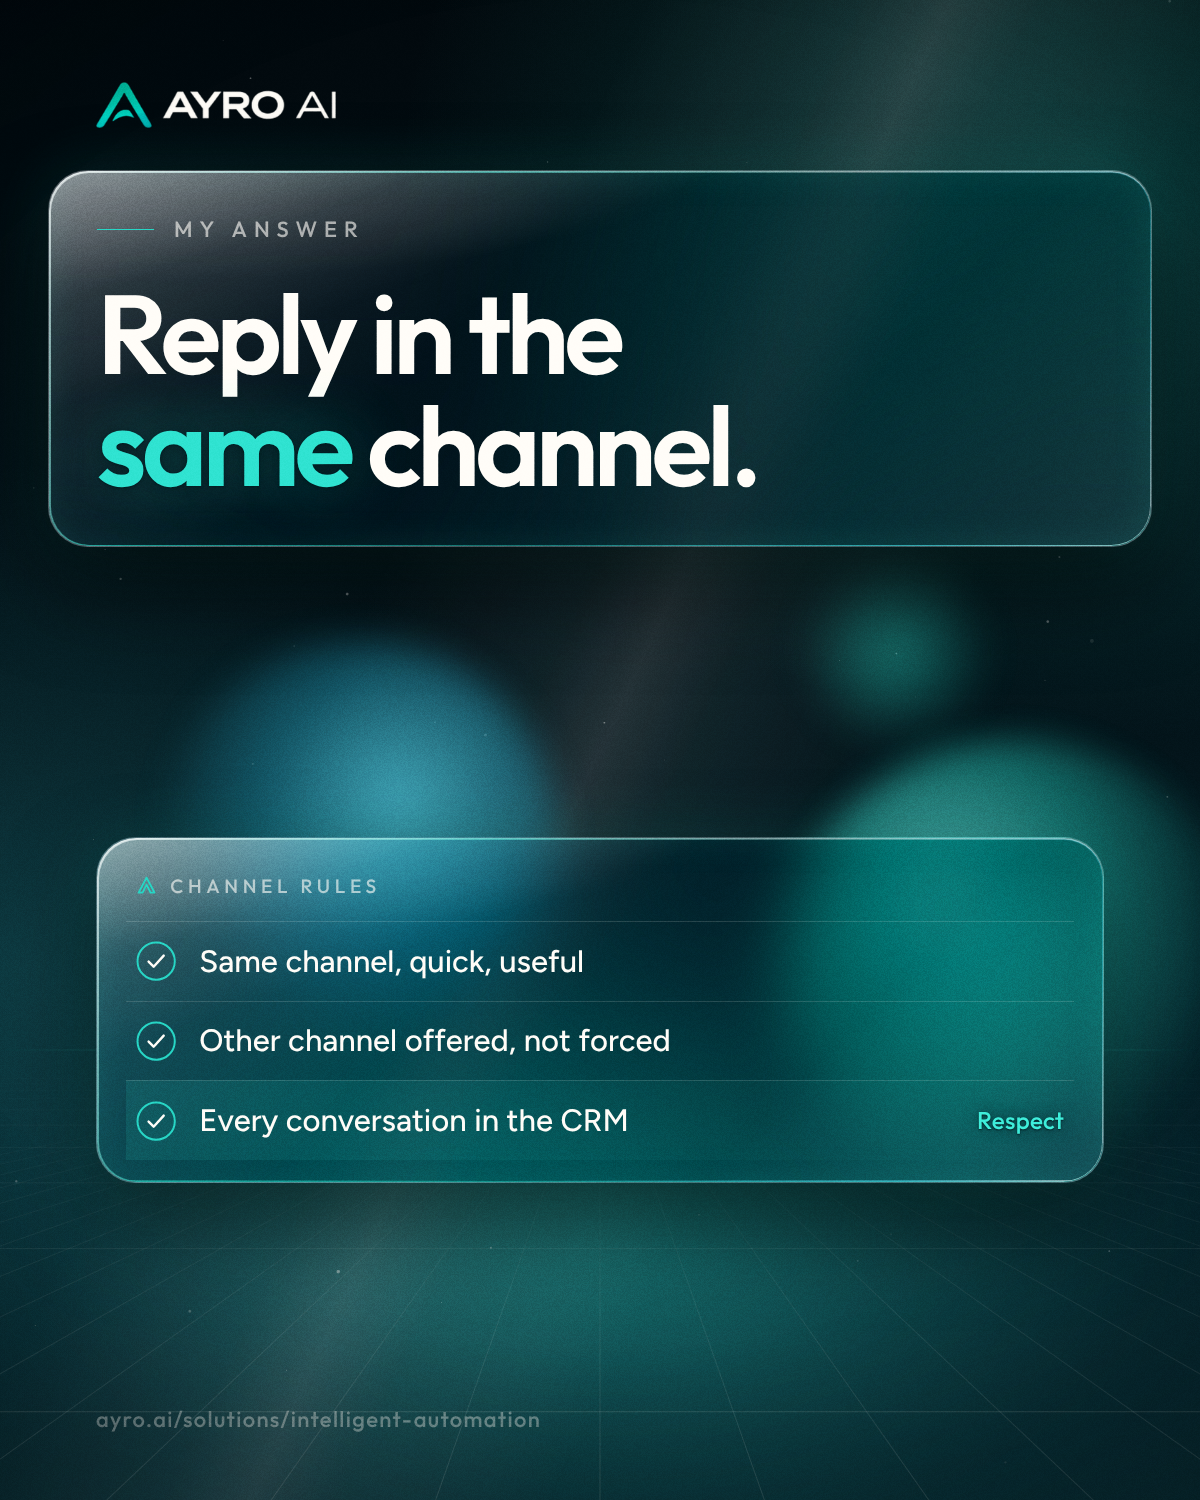 AYRO AI
MY ANSWER
Reply in the
same channel.
CHANNEL RULES
Same channel, quick, useful
Other channel offered, not forced
Every conversation in the CRM
Respect
ayro.ai/solutions/intelligent-automation